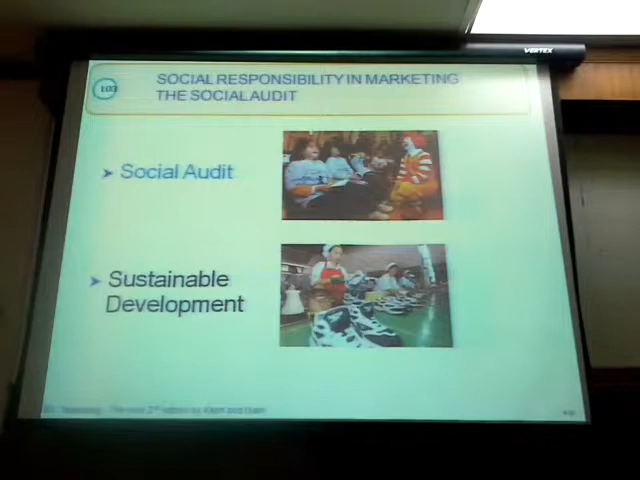 VERTEX
LO3
SOCIAL RESPONSIBILITY IN MARKETING
THE SOCIAL AUDIT
➤ Social Audit
➤ Sustainable
Development